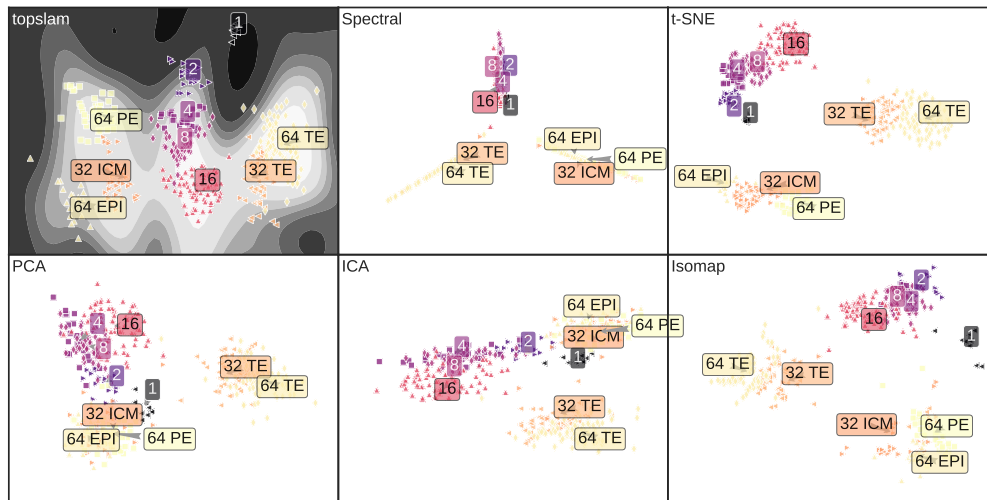 topslam
1
2
4
64 PE
8
64 TE
32 ICM
32 TE
16
64 EPI
Spectral
8
2
4
16
1
64 EPI
32 TE
64 PE
64 TE
32 ICM
t-SNE
16
8
4
2
1
32 TE
64 TE
64 EPI
32 ICM
64 PE
PCA
4
16
8
2
1
32 TE
64 TE
32 ICM
64 EPI
64 PE
ICA
64 EPI
64 PE
32 ICM
2
4
1
8
16
32 TE
64 TE
Isomap
2
8
4
16
1
64 TE
32 TE
32 ICM
64 PE
64 EPI